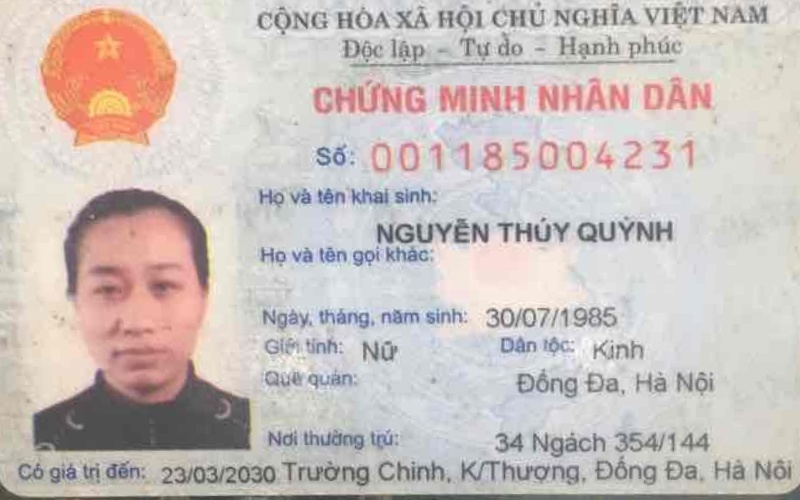 CỘNG HÒA XÃ HỘI CHỦ NGHĨA VIỆT NAM
Độc lập - Tự do - Hạnh phúc
CHỨNG MINH NHÂN DÂN
Số: 001185004231
Họ và tên khai sinh:
NGUYỄN THÚY QUỲNH
Họ và tên gọi khác:
Ngày, tháng, năm sinh: 30/07/1985
Giới tính: Nữ Dân tộc: Kinh
Quê quán:
Đống Đa, Hà Nội
Nơi thường trú: 34 Ngách 354/144
Có giá trị đến: 23/03/2030 Trường Chinh, K/Thượng, Đống Đa, Hà Nội